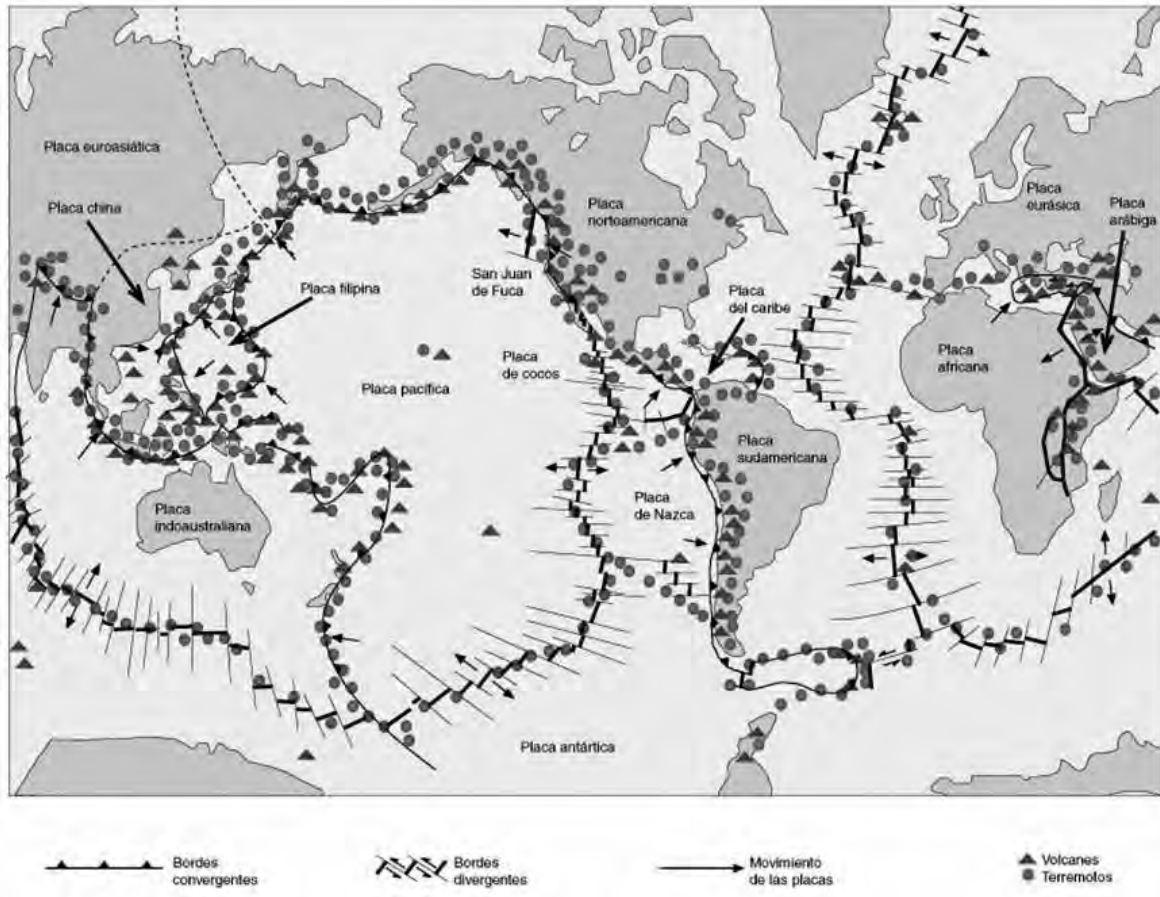 Placa euroasiática
Placa china
Placa filipina
Placa pacífica
Placa
indoaustraliana
San Juan
de Fuca
Placa
nortoamericana
Placa
de cocos
Placa
del caribe
Placa
sudamericana
Placa
de Nazca
Placa antártica
Placa
eurásica
Placa
arábiga
Placa
africana
Bordes
convergentes
Bordes
divergentes
Movimiento
de las placas
Volcanes
Terremotos